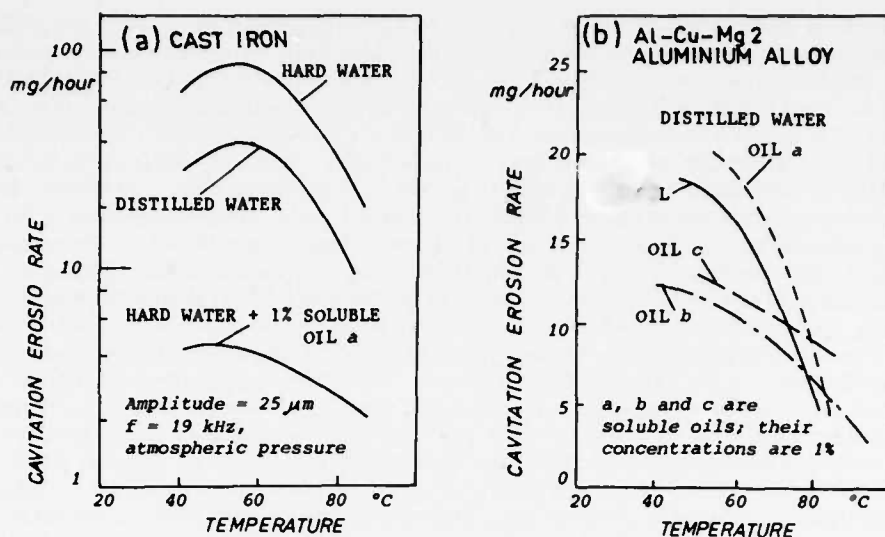 (a) CAST IRON
100
mg/hour
HARD WATER
DISTILLED WATER
10
HARD WATER + 1% SOLUBLE
OIL a
Amplitude = 25 µm
f = 19 kHz,
atmospheric pressure
1
20 40 60 80 °C
TEMPERATURE
CAVITATION EROSIO RATE
(b) Al-Cu-Mg2
ALUMINIUM ALLOY
25
mg/hour
DISTILLED WATER
20
OIL a
L
15
OIL c
10
OIL b
5
a, b and c are
soluble oils; their
concentrations are 1%
0
20 40 60 80 °C
TEMPERATURE
CAVITATION EROSION RATE